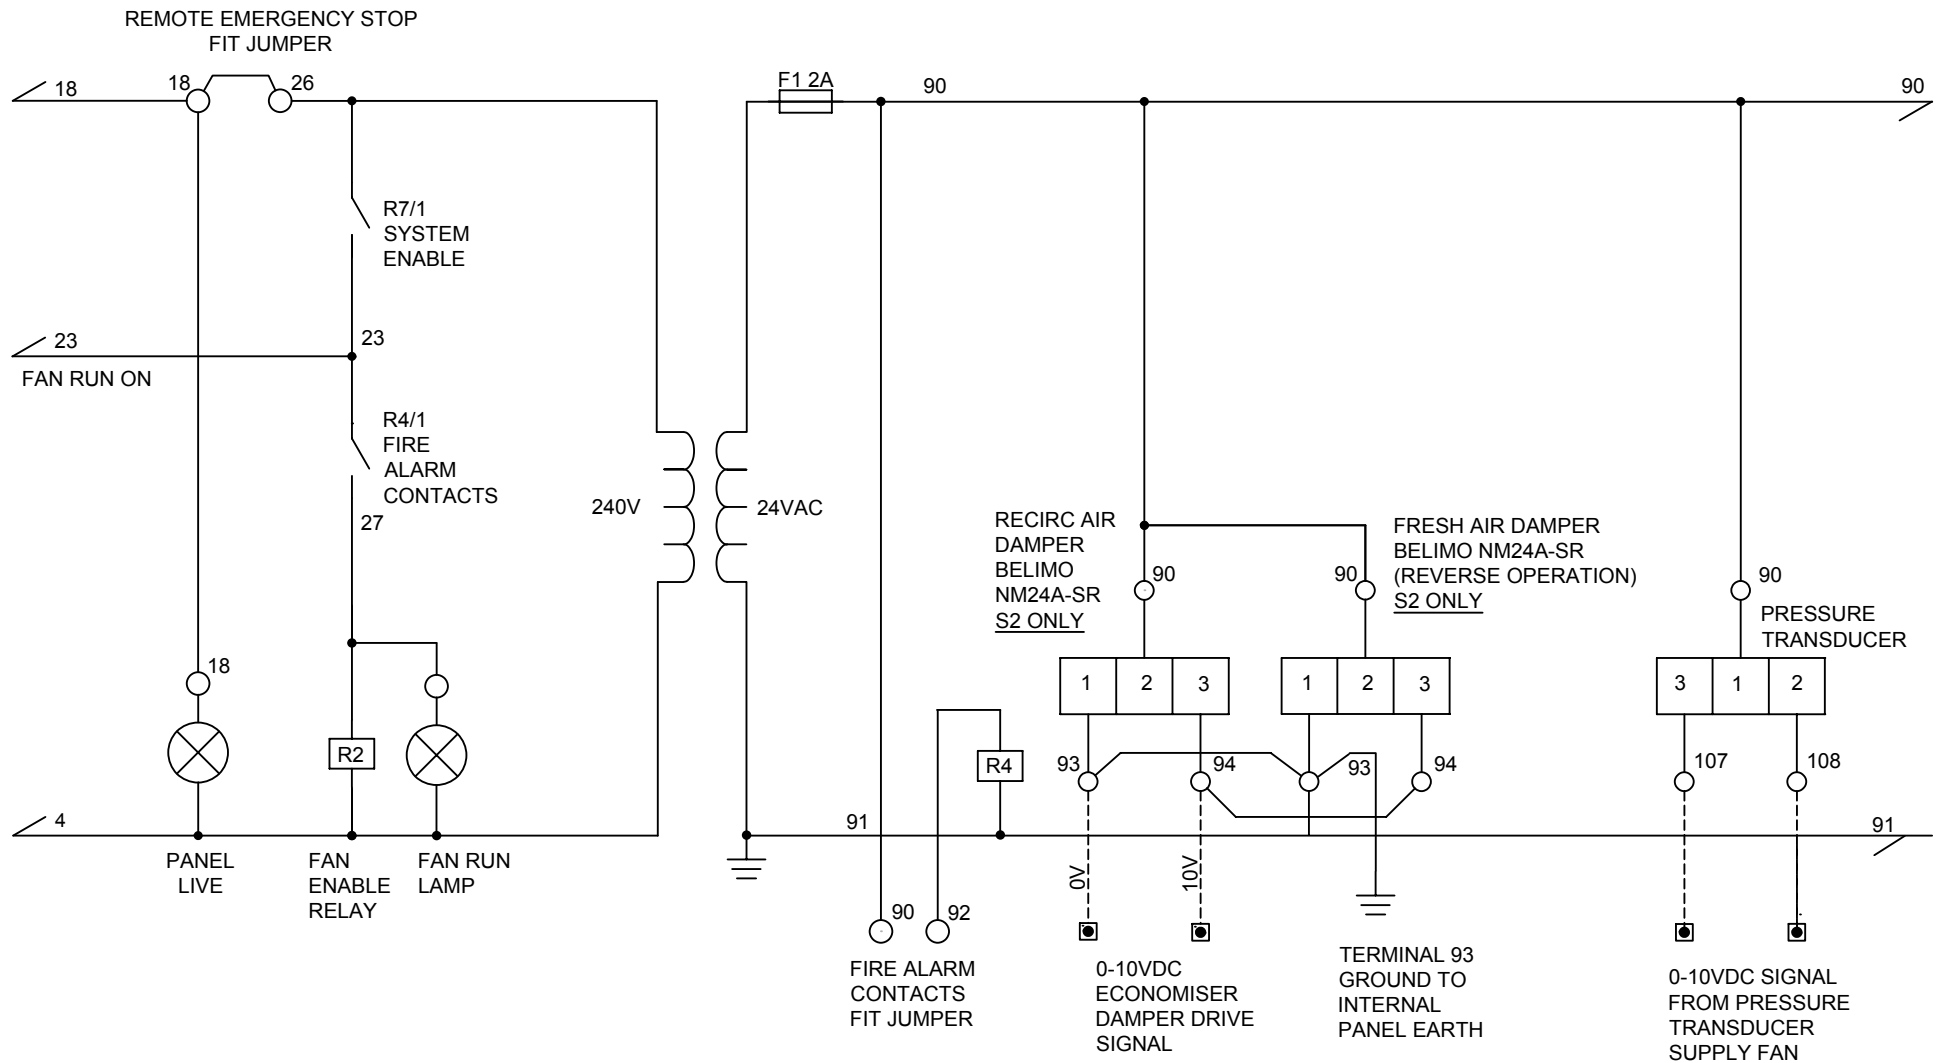 REMOTE EMERGENCY STOP
FIT JUMPER
18
18
26
F1 2A
90
90
R7/1
SYSTEM
ENABLE
23
23
FAN RUN ON
R4/1
FIRE
ALARM
CONTACTS
27
240V
24VAC
RECIRC AIR
DAMPER
BELIMO
NM24A-SR
S2 ONLY
90
90
FRESH AIR DAMPER
BELIMO NM24A-SR
(REVERSE OPERATION)
S2 ONLY
90
PRESSURE
TRANSDUCER
18
1
2
3
1
2
3
3
1
2
R2
R4
93
94
93
94
107
108
4
91
91
PANEL
LIVE
FAN
ENABLE
RELAY
FAN RUN
LAMP
0V
10V
90
92
FIRE ALARM
CONTACTS
FIT JUMPER
0-10VDC
ECONOMISER
DAMPER DRIVE
SIGNAL
TERMINAL 93
GROUND TO
INTERNAL
PANEL EARTH
0-10VDC SIGNAL
FROM PRESSURE
TRANSDUCER
SUPPLY FAN